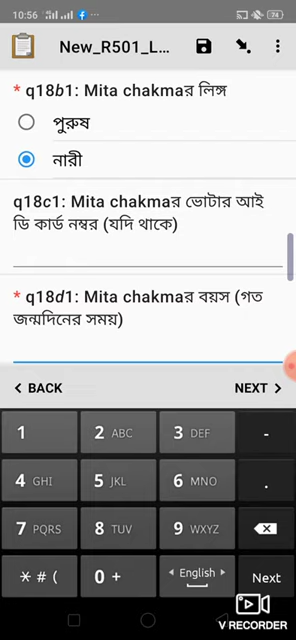 10:56
74
New_R501_L...
* q18b1: Mita chakmaর লিঙ্গ
পুরুষ
নারী
q18c1: Mita chakmaর ভোটার আই
ডি কার্ড নম্বর (যদি থাকে)
* q18d1: Mita chakmaর বয়স (গত
জন্মদিনের সময়)
< BACK
NEXT >
1
2 ABC
3 DEF
-
4 GHI
5 JKL
6 MNO
.
7 PQRS
8 TUV
9 WXYZ
* # (
0 +
English
Next
V RECORDER